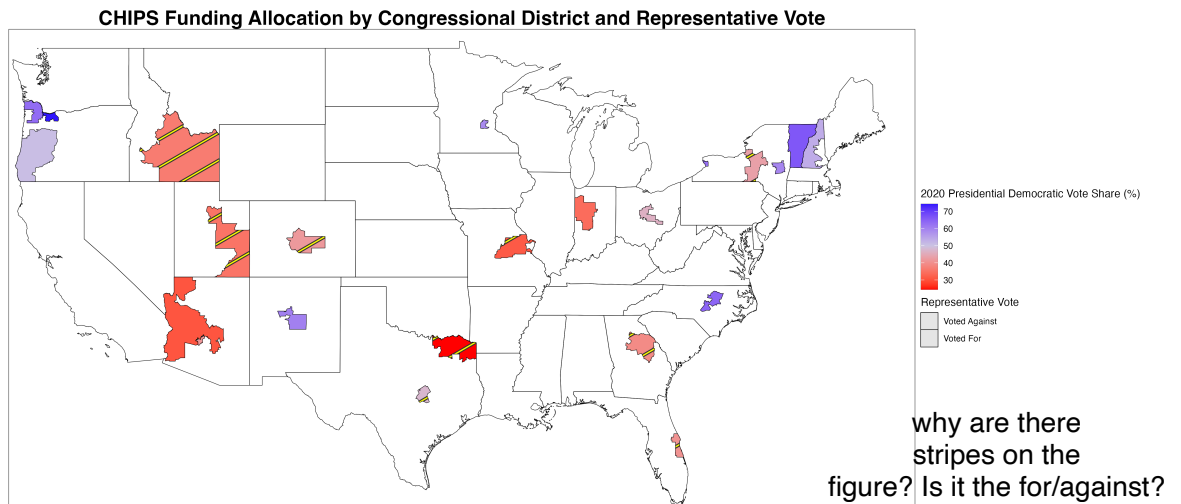 CHIPS Funding Allocation by Congressional District and Representative Vote
2020 Presidential Democratic Vote Share (%)
70
60
50
40
30
Representative Vote
Voted Against
Voted For
why are there
stripes on the
figure? Is it the for/against?